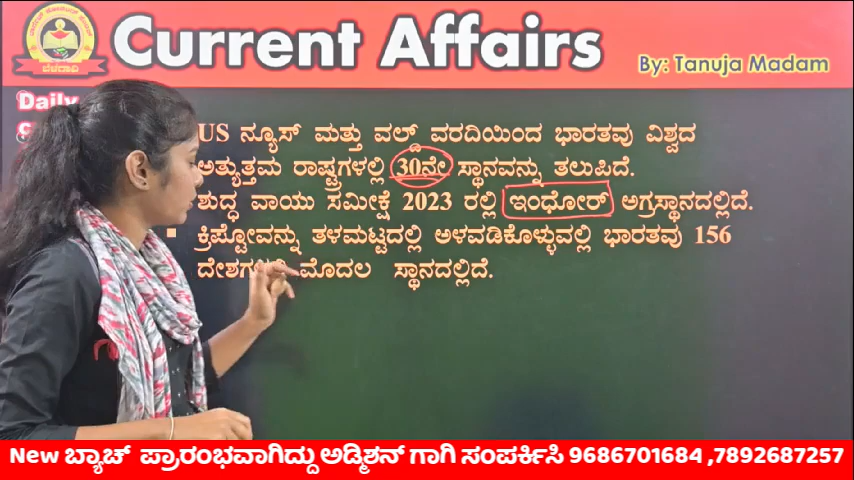 Current Affairs
By: Tanuja Madam
ಬೆಳಗಾವಿ
Daily
US ನ್ಯೂಸ್ ಮತ್ತು ವರ್ಲ್ಡ್ ವರದಿಯಿಂದ ಭಾರತವು ವಿಶ್ವದ
ಅತ್ಯುತ್ತಮ ರಾಷ್ಟ್ರಗಳಲ್ಲಿ 30ನೇ ಸ್ಥಾನವನ್ನು ತಲುಪಿದೆ.
ಶುದ್ಧ ವಾಯು ಸಮೀಕ್ಷೆ 2023 ರಲ್ಲಿ ಇಂಧೋರ್ ಅಗ್ರಸ್ಥಾನದಲ್ಲಿದೆ.
▪ ಕ್ರಿಪ್ಟೋವನ್ನು ತಳಮಟ್ಟದಲ್ಲಿ ಅಳವಡಿಕೊಳ್ಳುವಲ್ಲಿ ಭಾರತವು 156
ಮೊದಲ ಸ್ಥಾನದಲ್ಲಿದೆ.
New ಬ್ಯಾಚ್ ಪ್ರಾರಂಭವಾಗಿದ್ದು ಅಡ್ಮಿಶನ್ ಗಾಗಿ ಸಂಪರ್ಕಿಸಿ 9686701684 ,7892687257